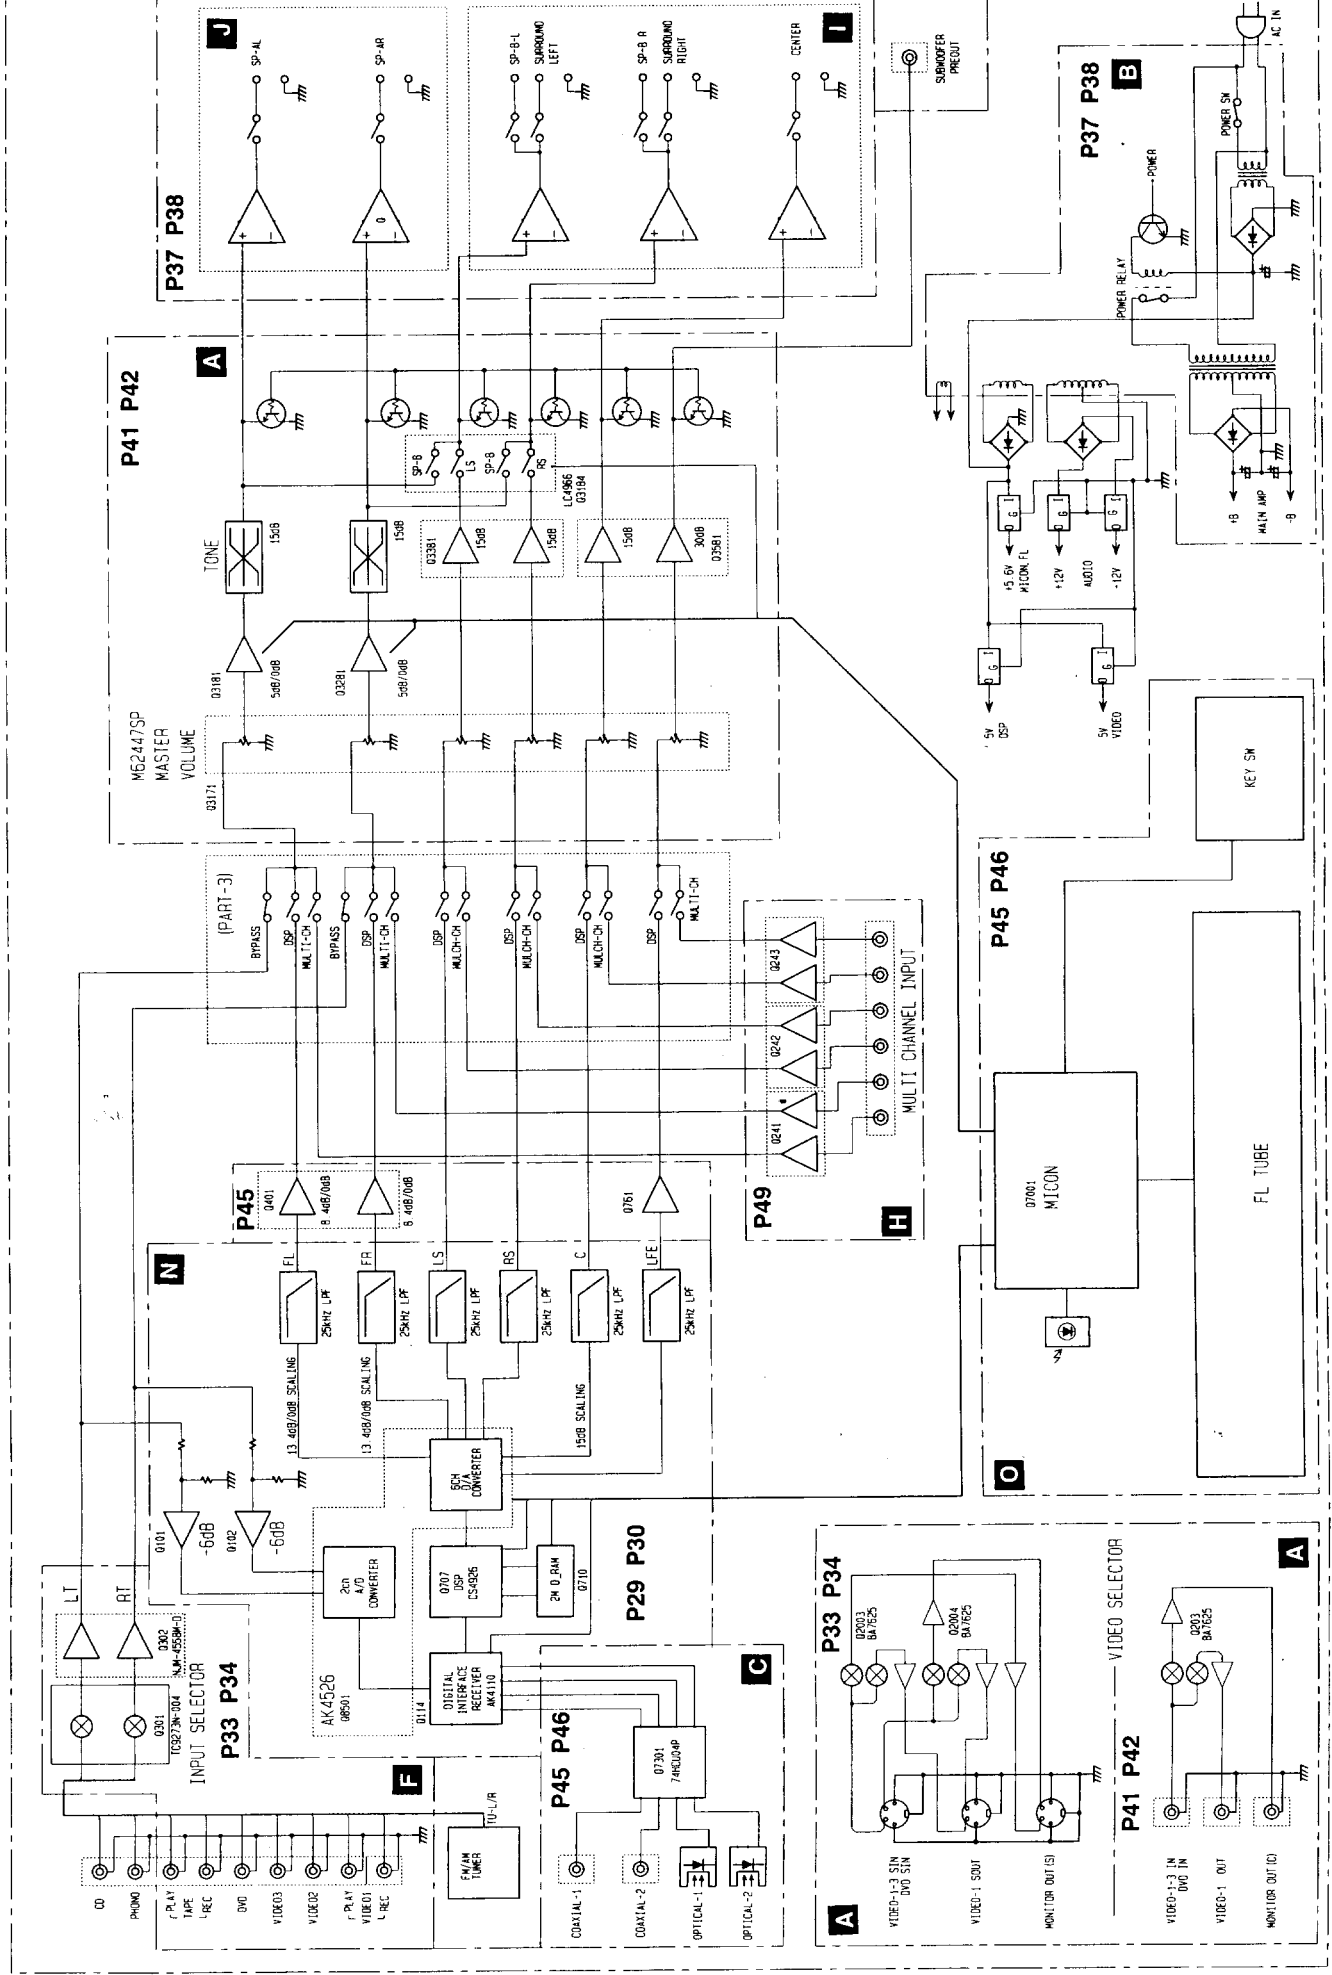 J
SP-AL
SP-AR
P37 P38
I
SP-B-L
SURROUND
LEFT
SP-B R
SURROUND
RIGHT
CENTER
SUBWOOFER
PREOUT
P37 P38
B
AC IN
POWER SW
POWER
POWER RELAY
+B
MAIN AMP
-B
+5.6V
MICON,FL
+12V
AUDIO
-12V
5V
DSP
5V
VIDEO
O G I
O G I
O G I
O G I
O G I
P41 P42
A
TONE
15dB
15dB
SP-B
LS
SP-B
RS
LC4966
Q3184
Q3381
15dB
15dB
15dB
30dB
Q3581
Q3181
5dB/0dB
Q3281
5dB/0dB
M62447SP
MASTER
VOLUME
Q3171
(PART-3)
BYPASS
DSP
MULTI-CH
BYPASS
DSP
MULTI-CH
DSP
MULCH-CH
DSP
MULCH-CH
DSP
MULCH-CH
DSP
MULTI-CH
Q243
Q242
Q241
MULTI CHANNEL INPUT
P49
H
P45
Q401
8.4dB/0dB
8.4dB/0dB
Q761
N
FL
25kHz LPF
FR
25kHz LPF
LS
25kHz LPF
RS
25kHz LPF
C
25kHz LPF
LFE
25kHz LPF
13.4dB/0dB SCALING
13.4dB/0dB SCALING
15dB SCALING
Q101
-6dB
Q102
-6dB
2cn
A/D
CONVERTER
6CH
D/A
CONVERTER
Q707
DSP
CS4926
2M D_RAM
Q710
AK4526
Q8501
Q114
DIGITAL
INTERFACE
RECEIVER
AK4110
P29 P30
LT
RT
Q302
NJM-4558M-D
Q301
TC9273N-004
INPUT SELECTOR
P33 P34
F
CD
PHONO
PLAY
TAPE
REC
DVD
VIDEO3
VIDEO2
PLAY
VIDEO1
REC
FM/AM
TUNER
TU-L/R
P45 P46
C
Q7301
74HCU04P
COAXIAL-1
COAXIAL-2
OPTICAL-1
OPTICAL-2
P45 P46
KEY SW
Q7001
MICON
FL TUBE
O
P33 P34
Q2003
BA7625
Q2004
BA7625
VIDEO SELECTOR
A
VIDEO-1-3 SIN
DVD SIN
VIDEO-1 SOUT
MONITOR OUT(S)
P41 P42
Q203
BA7625
A
VIDEO-1-3 IN
DVD IN
VIDEO-1 OUT
MONITOR OUT(C)